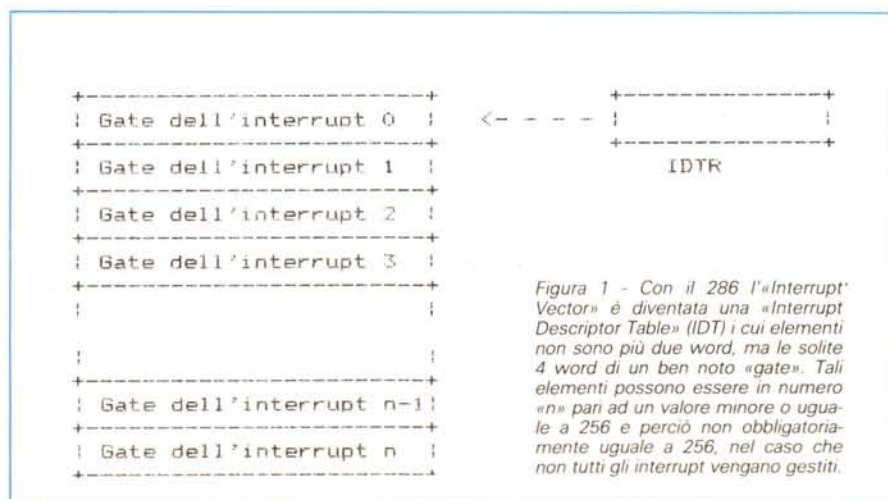 Gate dell'interrupt 0
Gate dell'interrupt 1
Gate dell'interrupt 2
Gate dell'interrupt 3
Gate dell'interrupt n-1
Gate dell'interrupt n
IDTR
Figura 1 - Con il 286 l'«Interrupt
Vector» è diventata una «Interrupt
Descriptor Table» (IDT) i cui elementi
non sono più due word, ma le solite
4 word di un ben noto «gate». Tali
elementi possono essere in numero
«n» pari ad un valore minore o ugua-
le a 256 e perciò non obbligatoria-
mente uguale a 256, nel caso che
non tutti gli interrupt vengano gestiti.